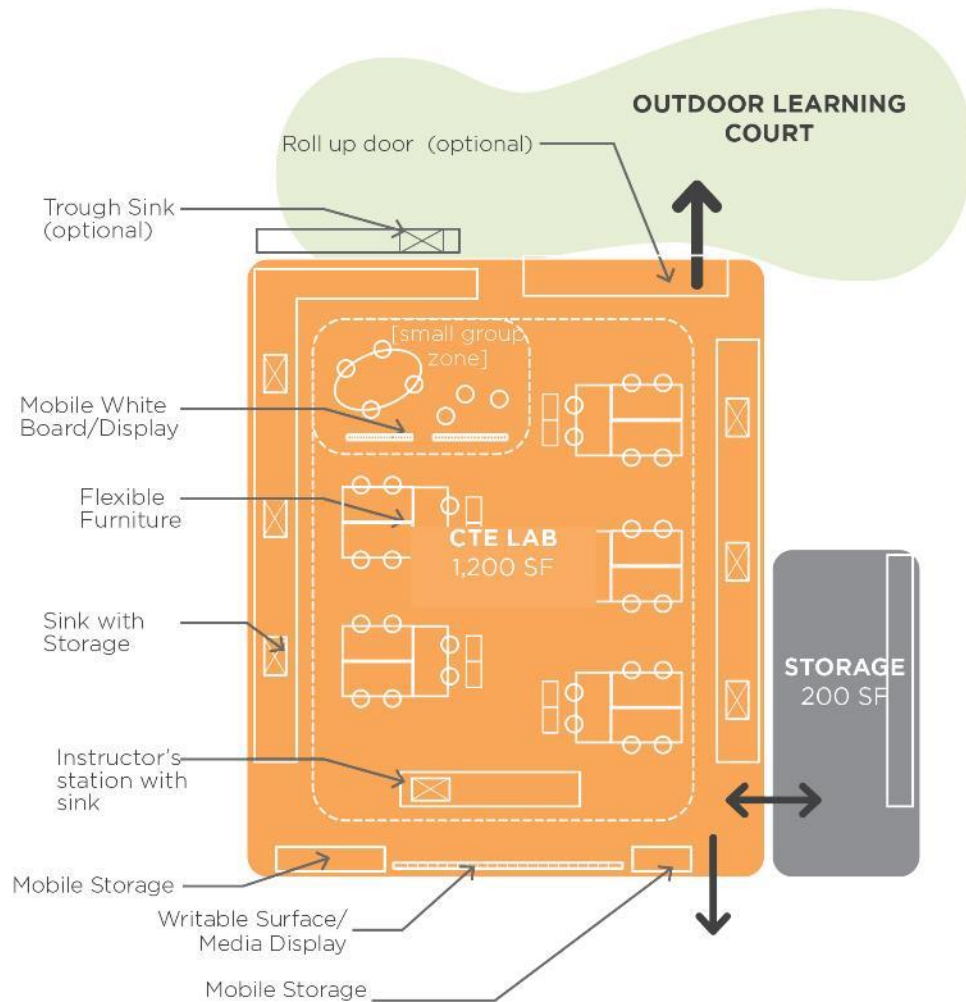 OUTDOOR LEARNING
COURT
Roll up door (optional)
Trough Sink
(optional)
[small group
zone]
Mobile White
Board/Display
Flexible
Furniture
CTE LAB
1,200 SF
Sink with
Storage
STORAGE
200 SF
Instructor's
station with
sink
Mobile Storage
Writable Surface/
Media Display
Mobile Storage